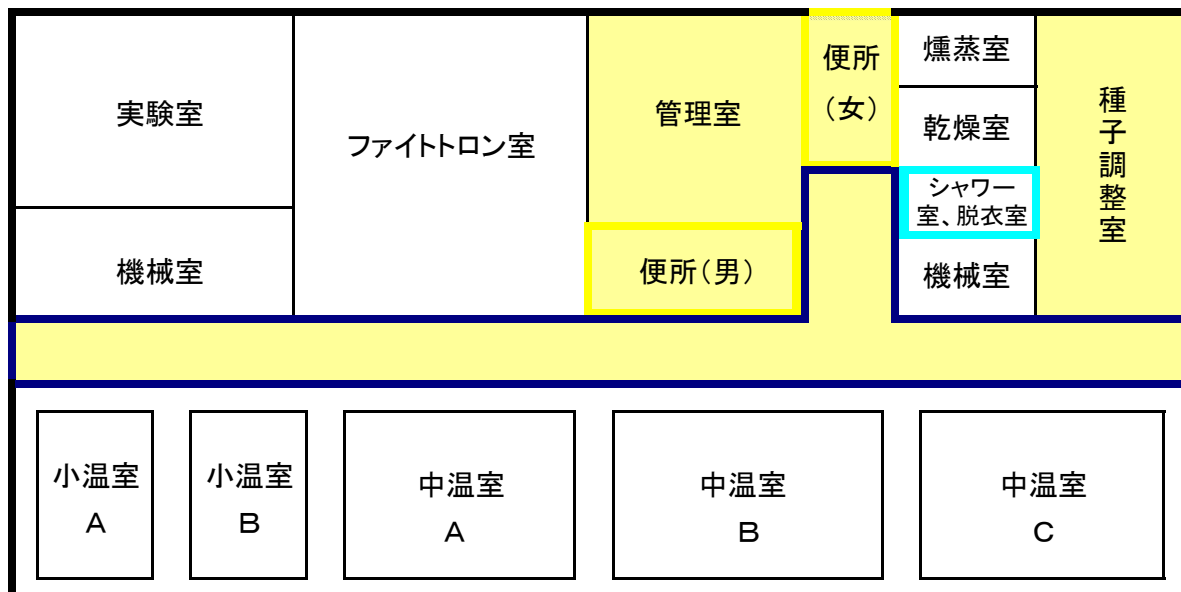 実験室
ファイトトロン室
管理室
便所
(女)
燻蒸室
乾燥室
シャワー
室、脱衣室
機械室
種子調整室
機械室
便所(男)
小温室
A
小温室
B
中温室
A
中温室
B
中温室
C